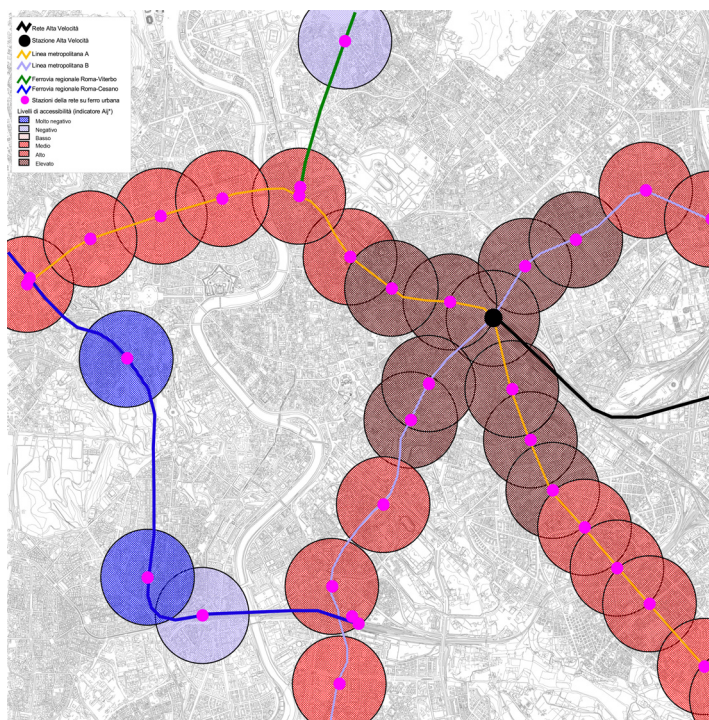 Rete Alta Velocità
Stazione Alta Velocità
Linea metropolitana A
Linea metropolitana B
Ferrovia regionale Roma-Viterbo
Ferrovia regionale Roma-Cesano
Stazioni della rete su ferro urbana
Livelli di accessibilità (indicatore Aij*)
Molto negativo
Negativo
Basso
Medio
Alto
Elevato